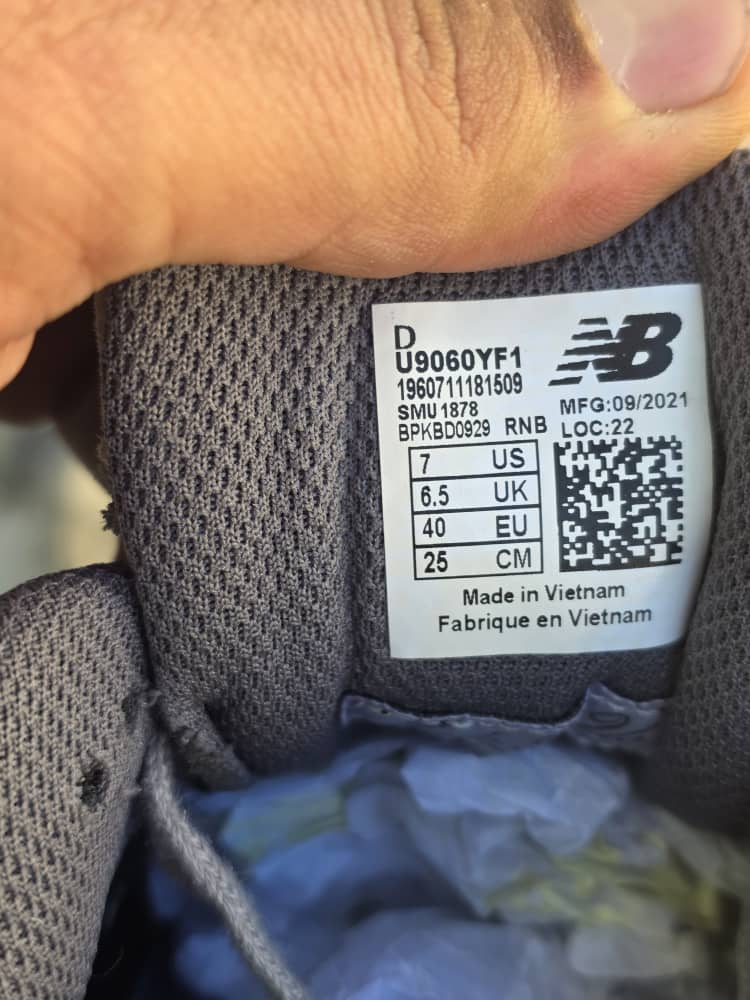 D
U9060YF1
1960711181509
SMU 1878
BPKBD0929 RNB
NB
MFG:09/2021
LOC:22
7 US
6.5 UK
40 EU
25 CM
Made in Vietnam
Fabrique en Vietnam